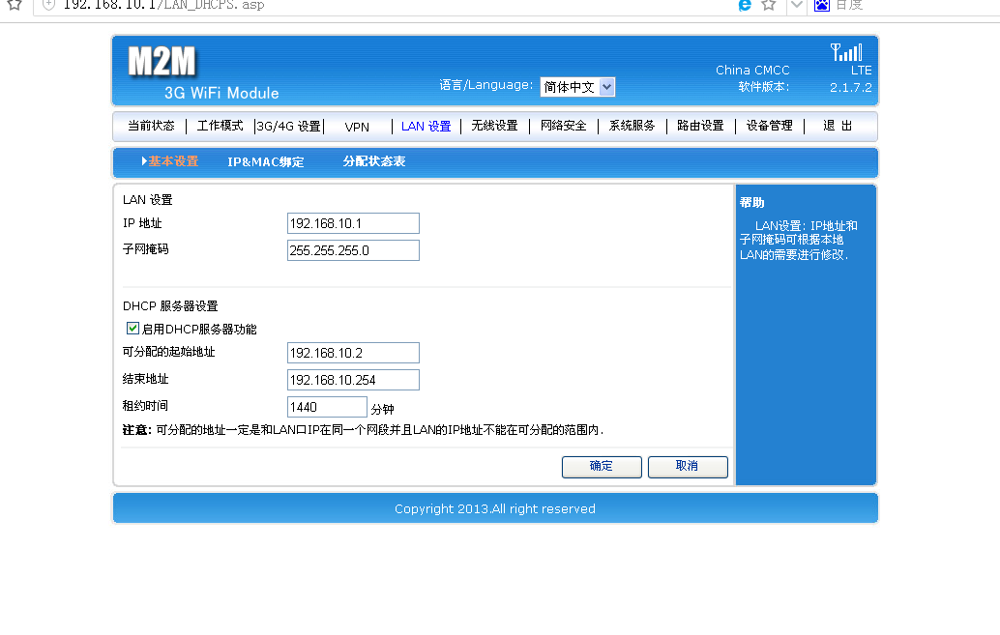 192.168.10.1/LAN_DHCPS.asp
百度
M2M
3G WiFi Module
语言/Language: 简体中文
China CMCC LTE
软件版本: 2.1.7.2
当前状态 工作模式 3G/4G 设置 VPN LAN 设置 无线设置 网络安全 系统服务 路由设置 设备管理 退 出
基本设置 IP&MAC绑定 分配状态表
LAN 设置
IP 地址 192.168.10.1
子网掩码 255.255.255.0
DHCP 服务器设置
启用DHCP服务器功能
可分配的起始地址 192.168.10.2
结束地址 192.168.10.254
租约时间 1440 分钟
注意: 可分配的地址一定是和LAN口IP在同一个网段并且LAN的IP地址不能在可分配的范围内.
确定 取消
帮助
LAN设置: IP地址和
子网掩码可根据本地
LAN的需要进行修改.
Copyright 2013.All right reserved